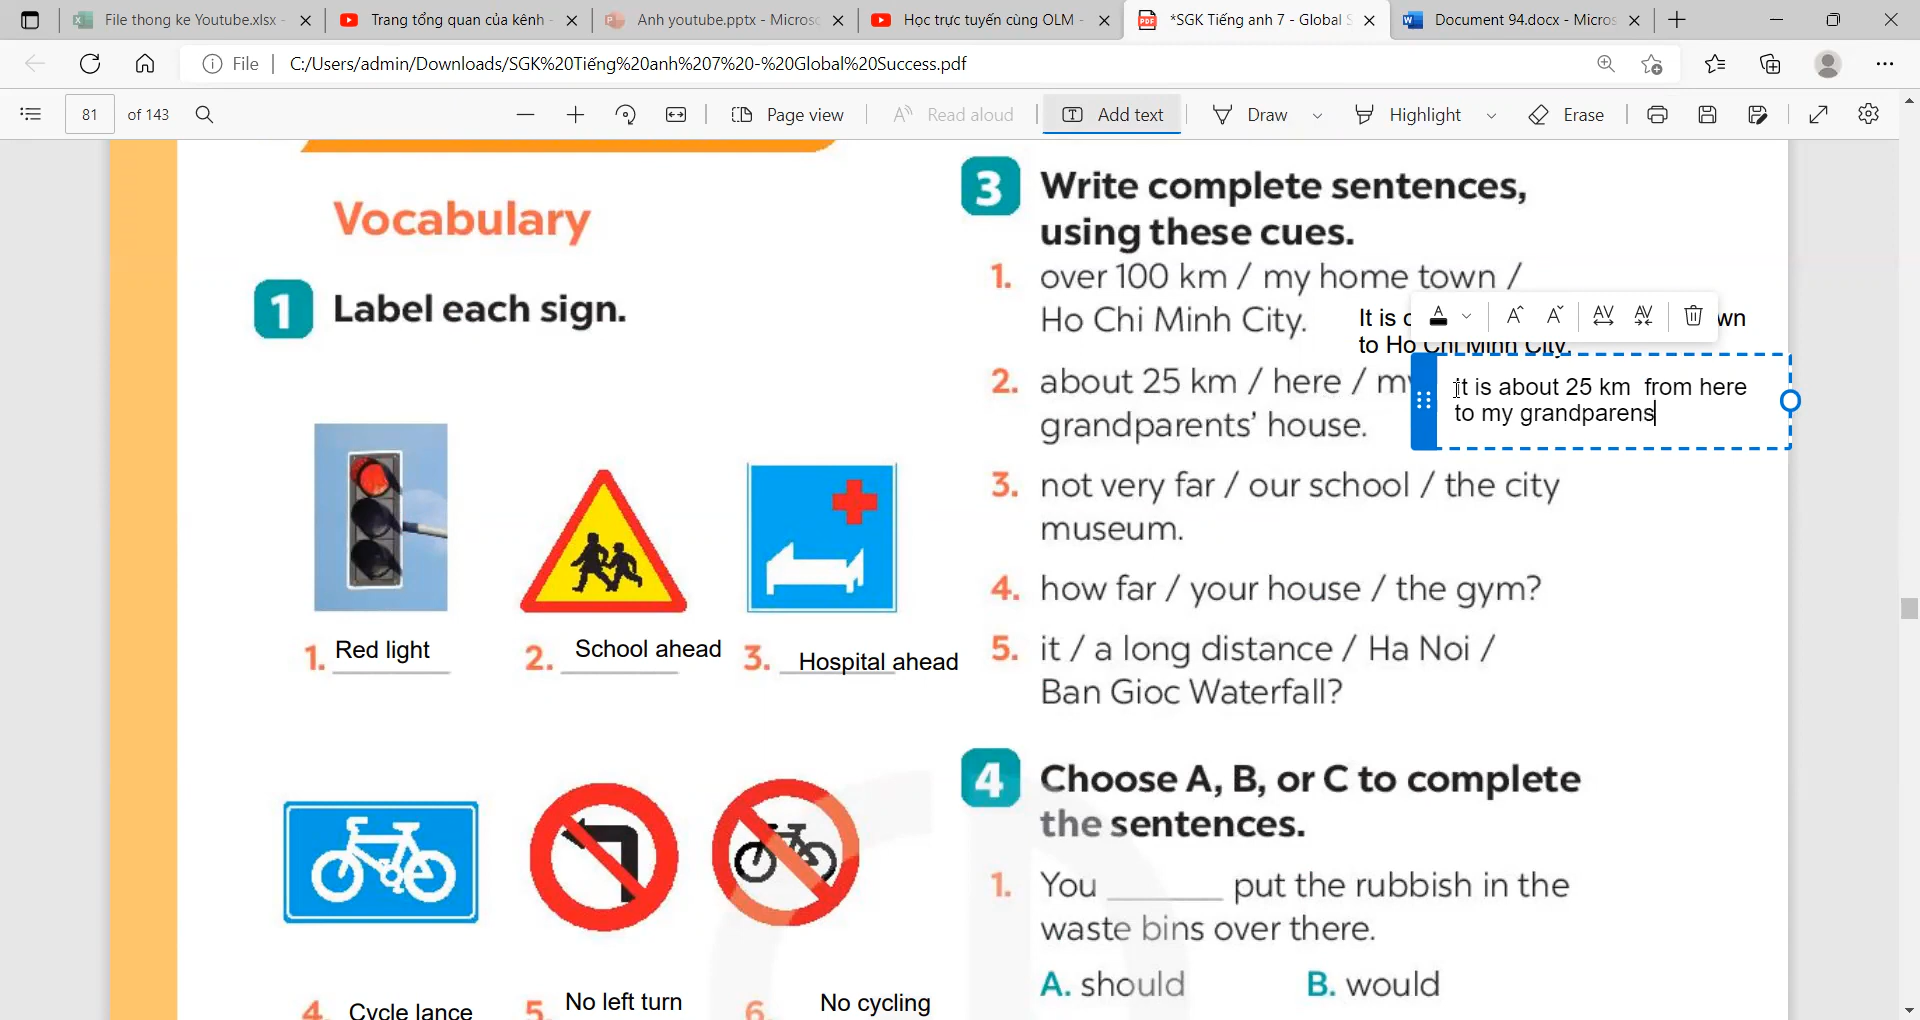 File thong ke Youtube.xlsx -
Trang tổng quan của kênh -
Anh youtube.pptx - Microso
Học trực tuyến cùng OLM -
*SGK Tiếng anh 7 - Global S
Document 94.docx - Micros
File
C:/Users/admin/Downloads/SGK%20Tiếng%20anh%207%20-%20Global%20Success.pdf
81 of 143
Page view
Read aloud
Add text
Draw
Highlight
Erase
Vocabulary
1 Label each sign.
1. Red light
2. School ahead
3. Hospital ahead
4. Cycle lance
5. No left turn
6. No cycling
3 Write complete sentences,
using these cues.
1. over 100 km / my home town /
Ho Chi Minh City.
It is wn
to Ho Chi Minh City.
2. about 25 km / here / my
grandparents' house.
it is about 25 km  from here
to my grandparens
3. not very far / our school / the city
museum.
4. how far / your house / the gym?
5. it / a long distance / Ha Noi /
Ban Gioc Waterfall?
4 Choose A, B, or C to complete
the sentences.
1. You ________ put the rubbish in the
waste bins over there.
A. should B. would